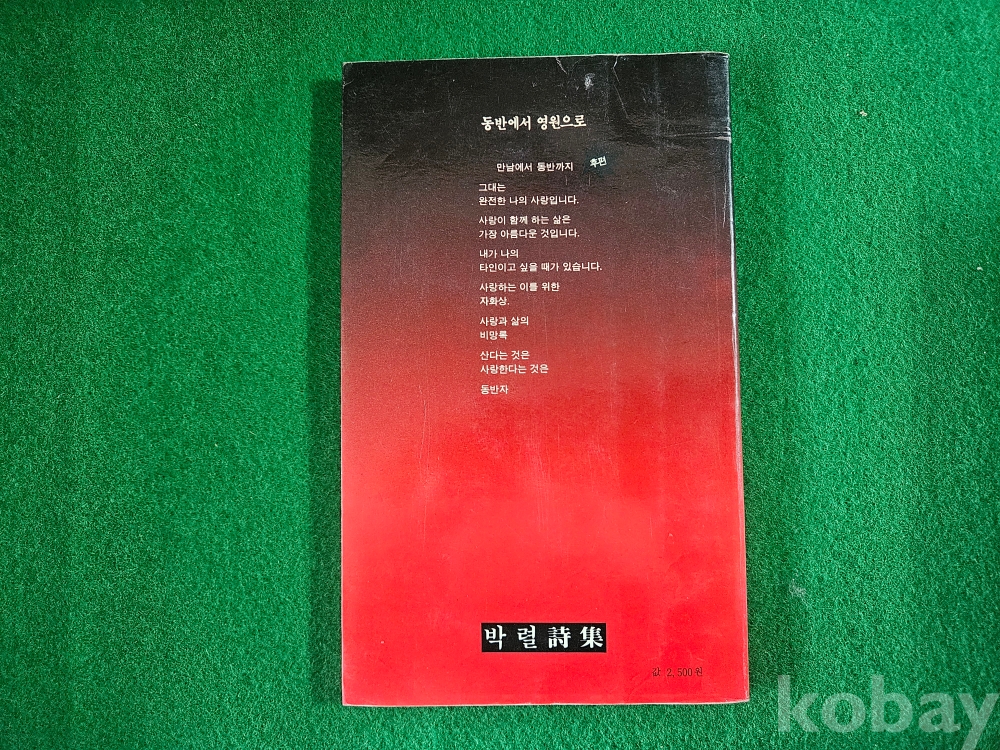 동반에서 영원으로
만남에서 동반까지 후편
그대는
완전한 나의 사랑입니다.
사랑이 함께 하는 삶은
가장 아름다운 것입니다.
내가 나의
타인이고 싶을 때가 있습니다.
사랑하는 이를 위한
자화상.
사랑과 삶의
비망록
산다는 것은
사랑한다는 것은
동반자
박렬詩集
값 2,500원
kobay